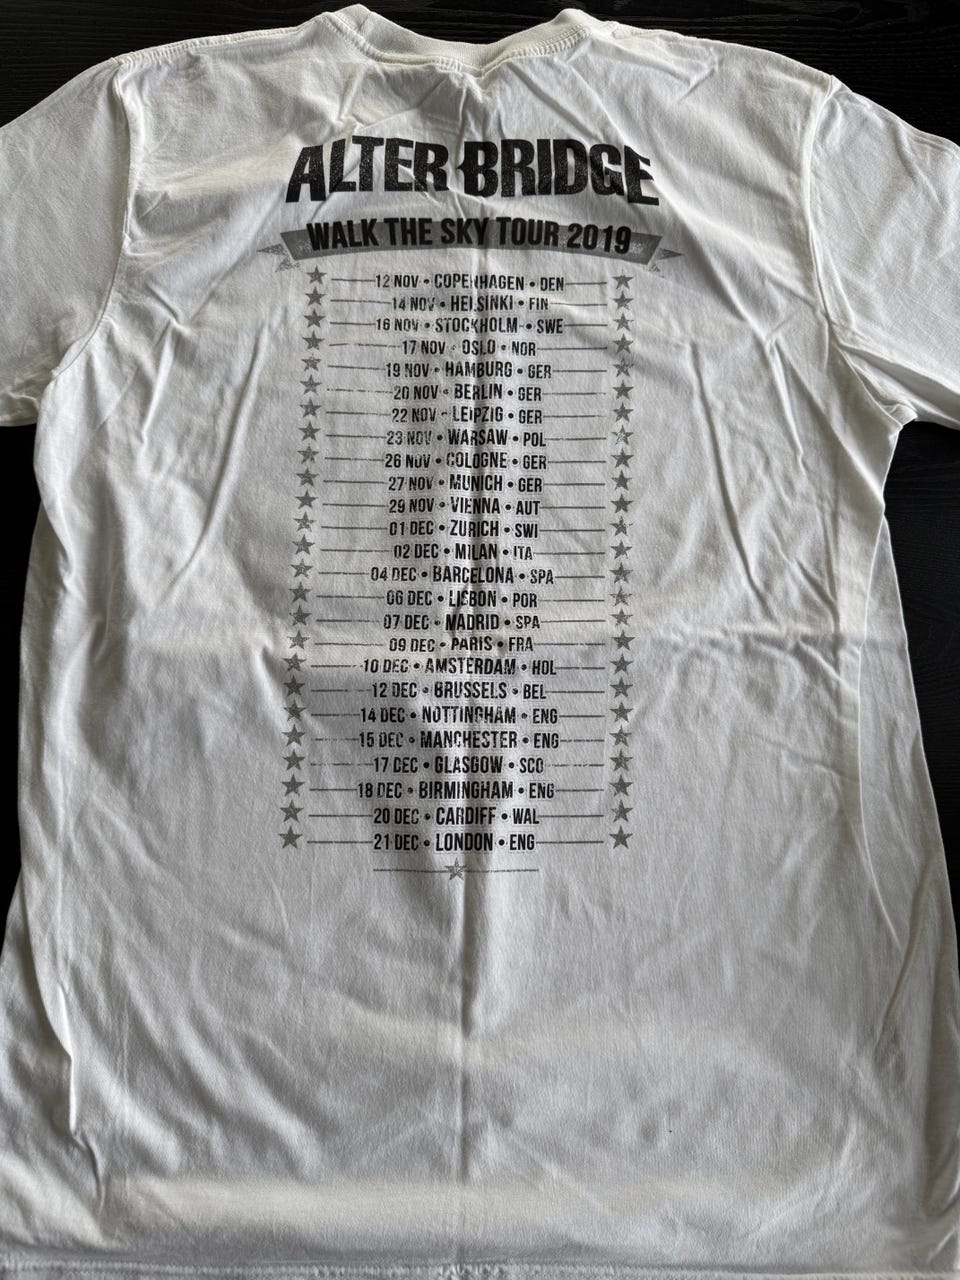 ALTER BRIDGE
WALK THE SKY TOUR 2019
12 NOV • COPENHAGEN • DEN
14 NOV • HELSINKI • FIN
16 NOV • STOCKHOLM • SWE
17 NOV • OSLO • NOR
19 NOV • HAMBURG • GER
20 NOV • BERLIN • GER
22 NOV • LEIPZIG • GER
23 NOV • WARSAW • POL
26 NOV • COLOGNE • GER
27 NOV • MUNICH • GER
29 NOV • VIENNA • AUT
01 DEC • ZURICH • SWI
02 DEC • MILAN • ITA
04 DEC • BARCELONA • SPA
06 DEC • LISBON • POR
07 DEC • MADRID • SPA
09 DEC • PARIS • FRA
10 DEC • AMSTERDAM • HOL
12 DEC • BRUSSELS • BEL
14 DEC • NOTTINGHAM • ENG
15 DEC • MANCHESTER • ENG
17 DEC • GLASGOW • SCO
18 DEC • BIRMINGHAM • ENG
20 DEC • CARDIFF • WAL
21 DEC • LONDON • ENG